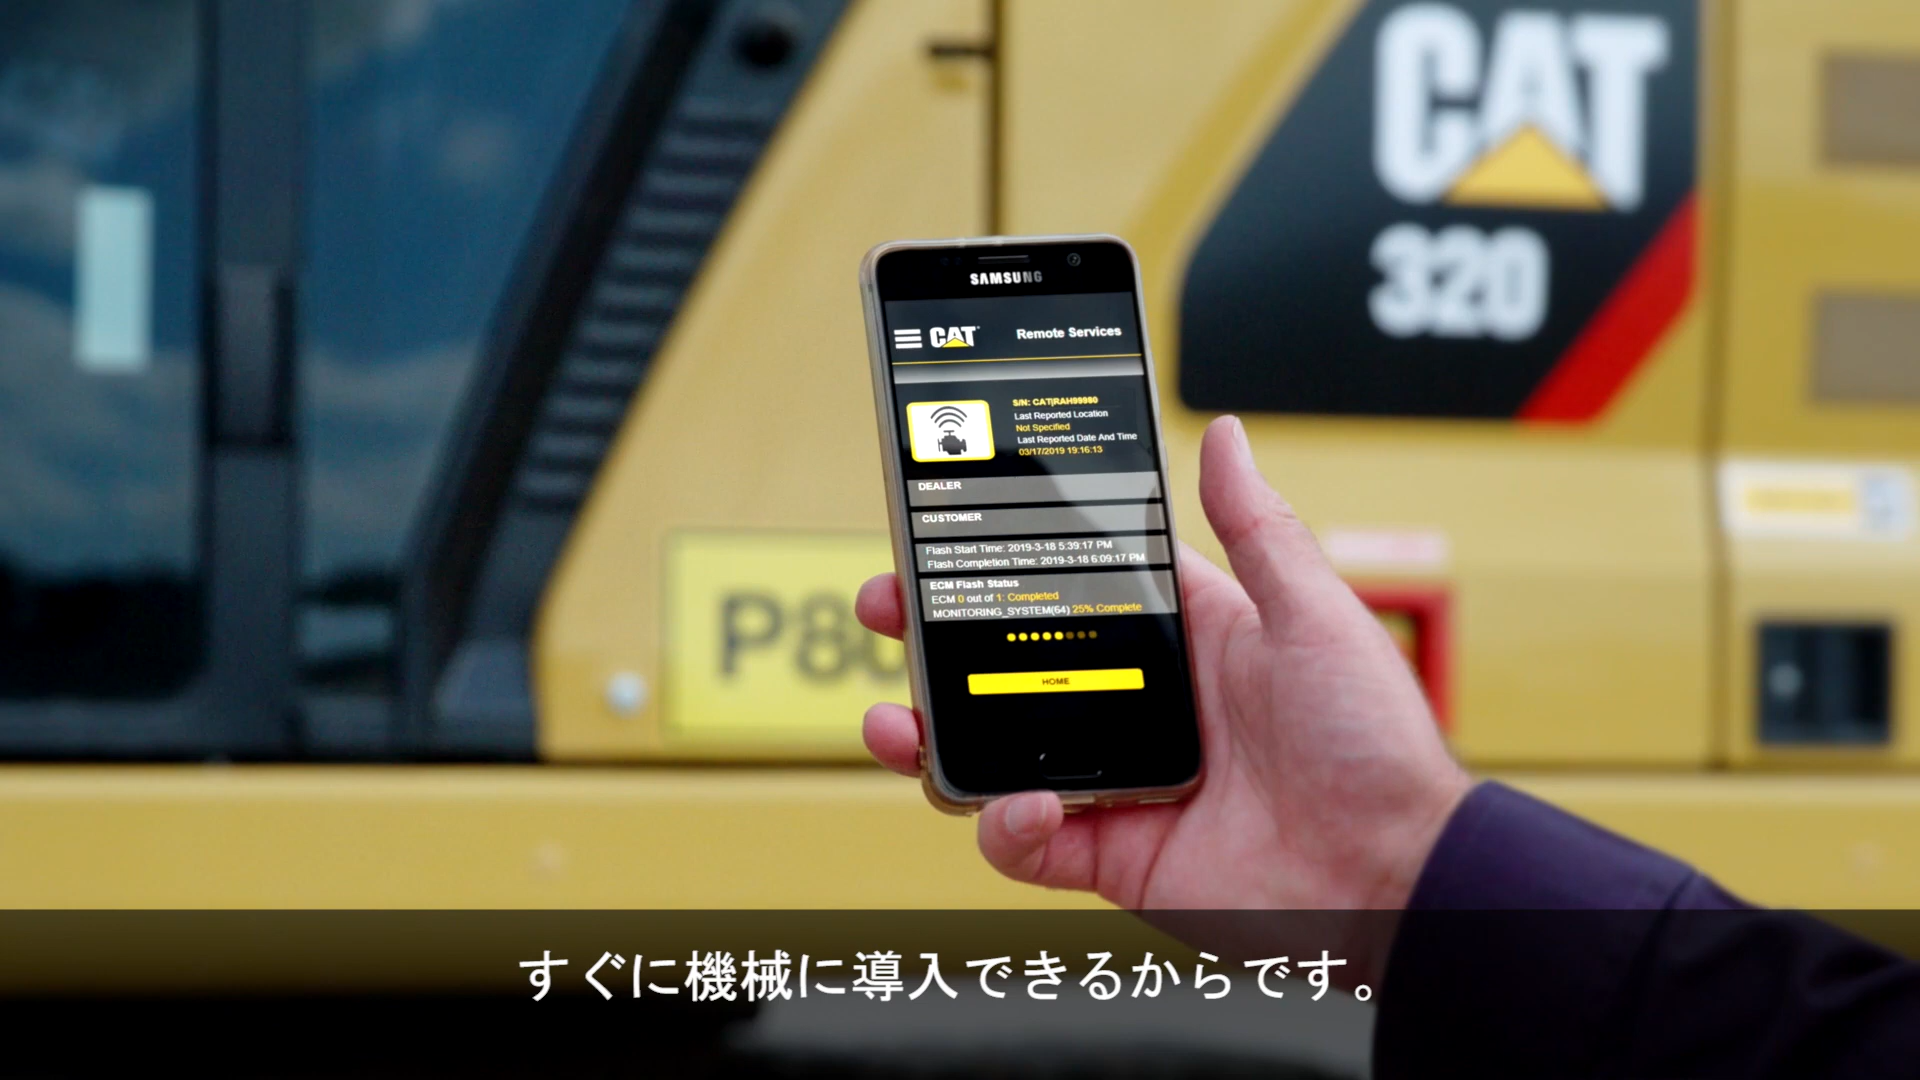 CAT
320
SAMSUNG
CAT
Remote Services
S/N: CAT|RAH99980
Last Reported Location
Not Specified
Last Reported Date And Time
03/17/2019 19:16:13
DEALER
CUSTOMER
Flash Start Time: 2019-3-18 5:39:17 PM
Flash Completion Time: 2019-3-18 6:09:17 PM
ECM Flash Status
ECM 0 out of 1: Completed
MONITORING_SYSTEM(64) 25% Complete
HOME
P80
すぐに機械に導入できるからです。